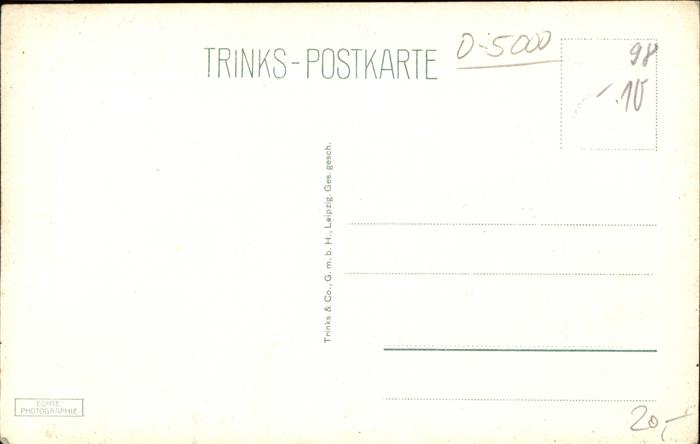 TRINKS-POSTKARTE
D-5000
98
-.10
Trinks & Co., G. m. b. H., Leipzig. Ges. gesch.
ECHTE
PHOTOGRAPHIE
20,-